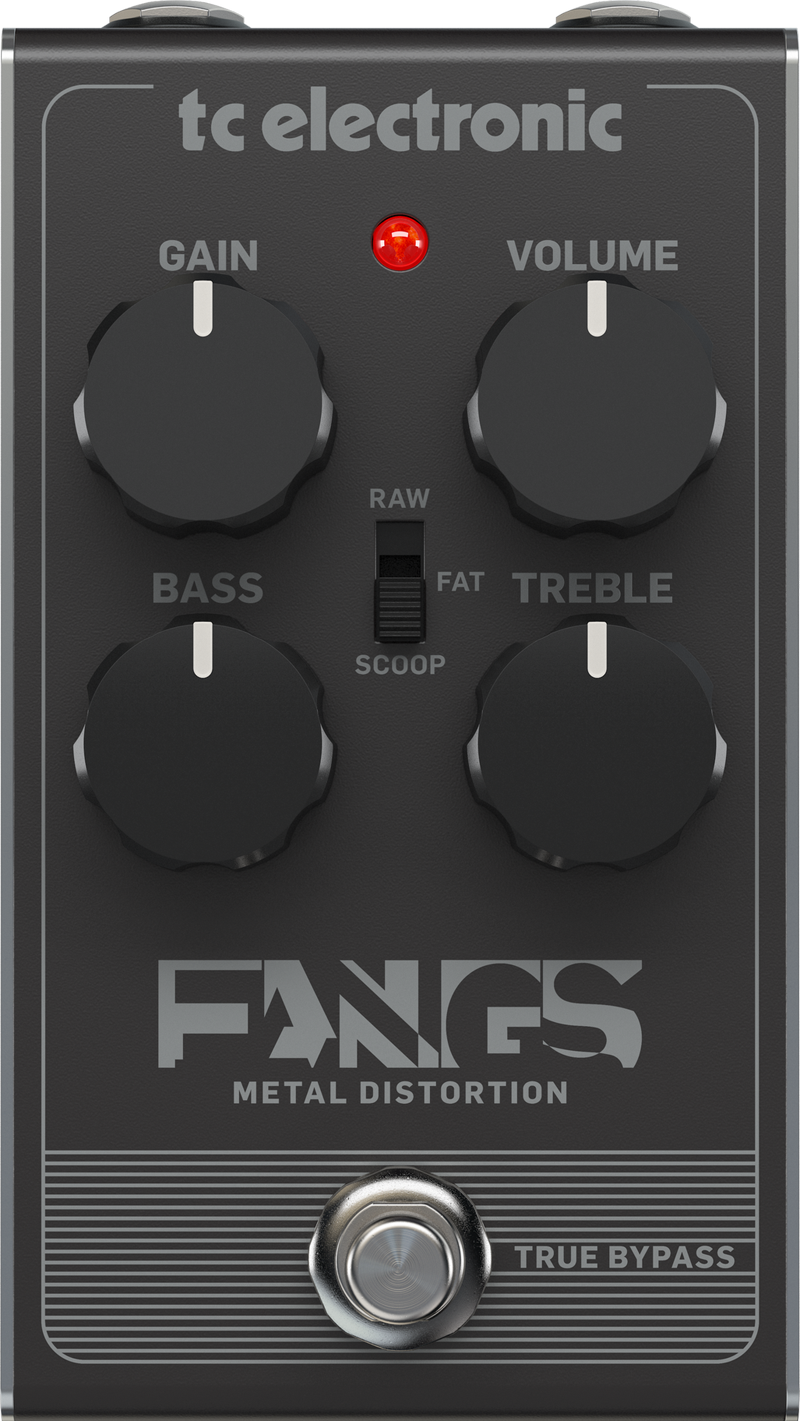 tc electronic
GAIN
VOLUME
RAW
FAT
SCOOP
BASS
TREBLE
FANGS
METAL DISTORTION
TRUE BYPASS